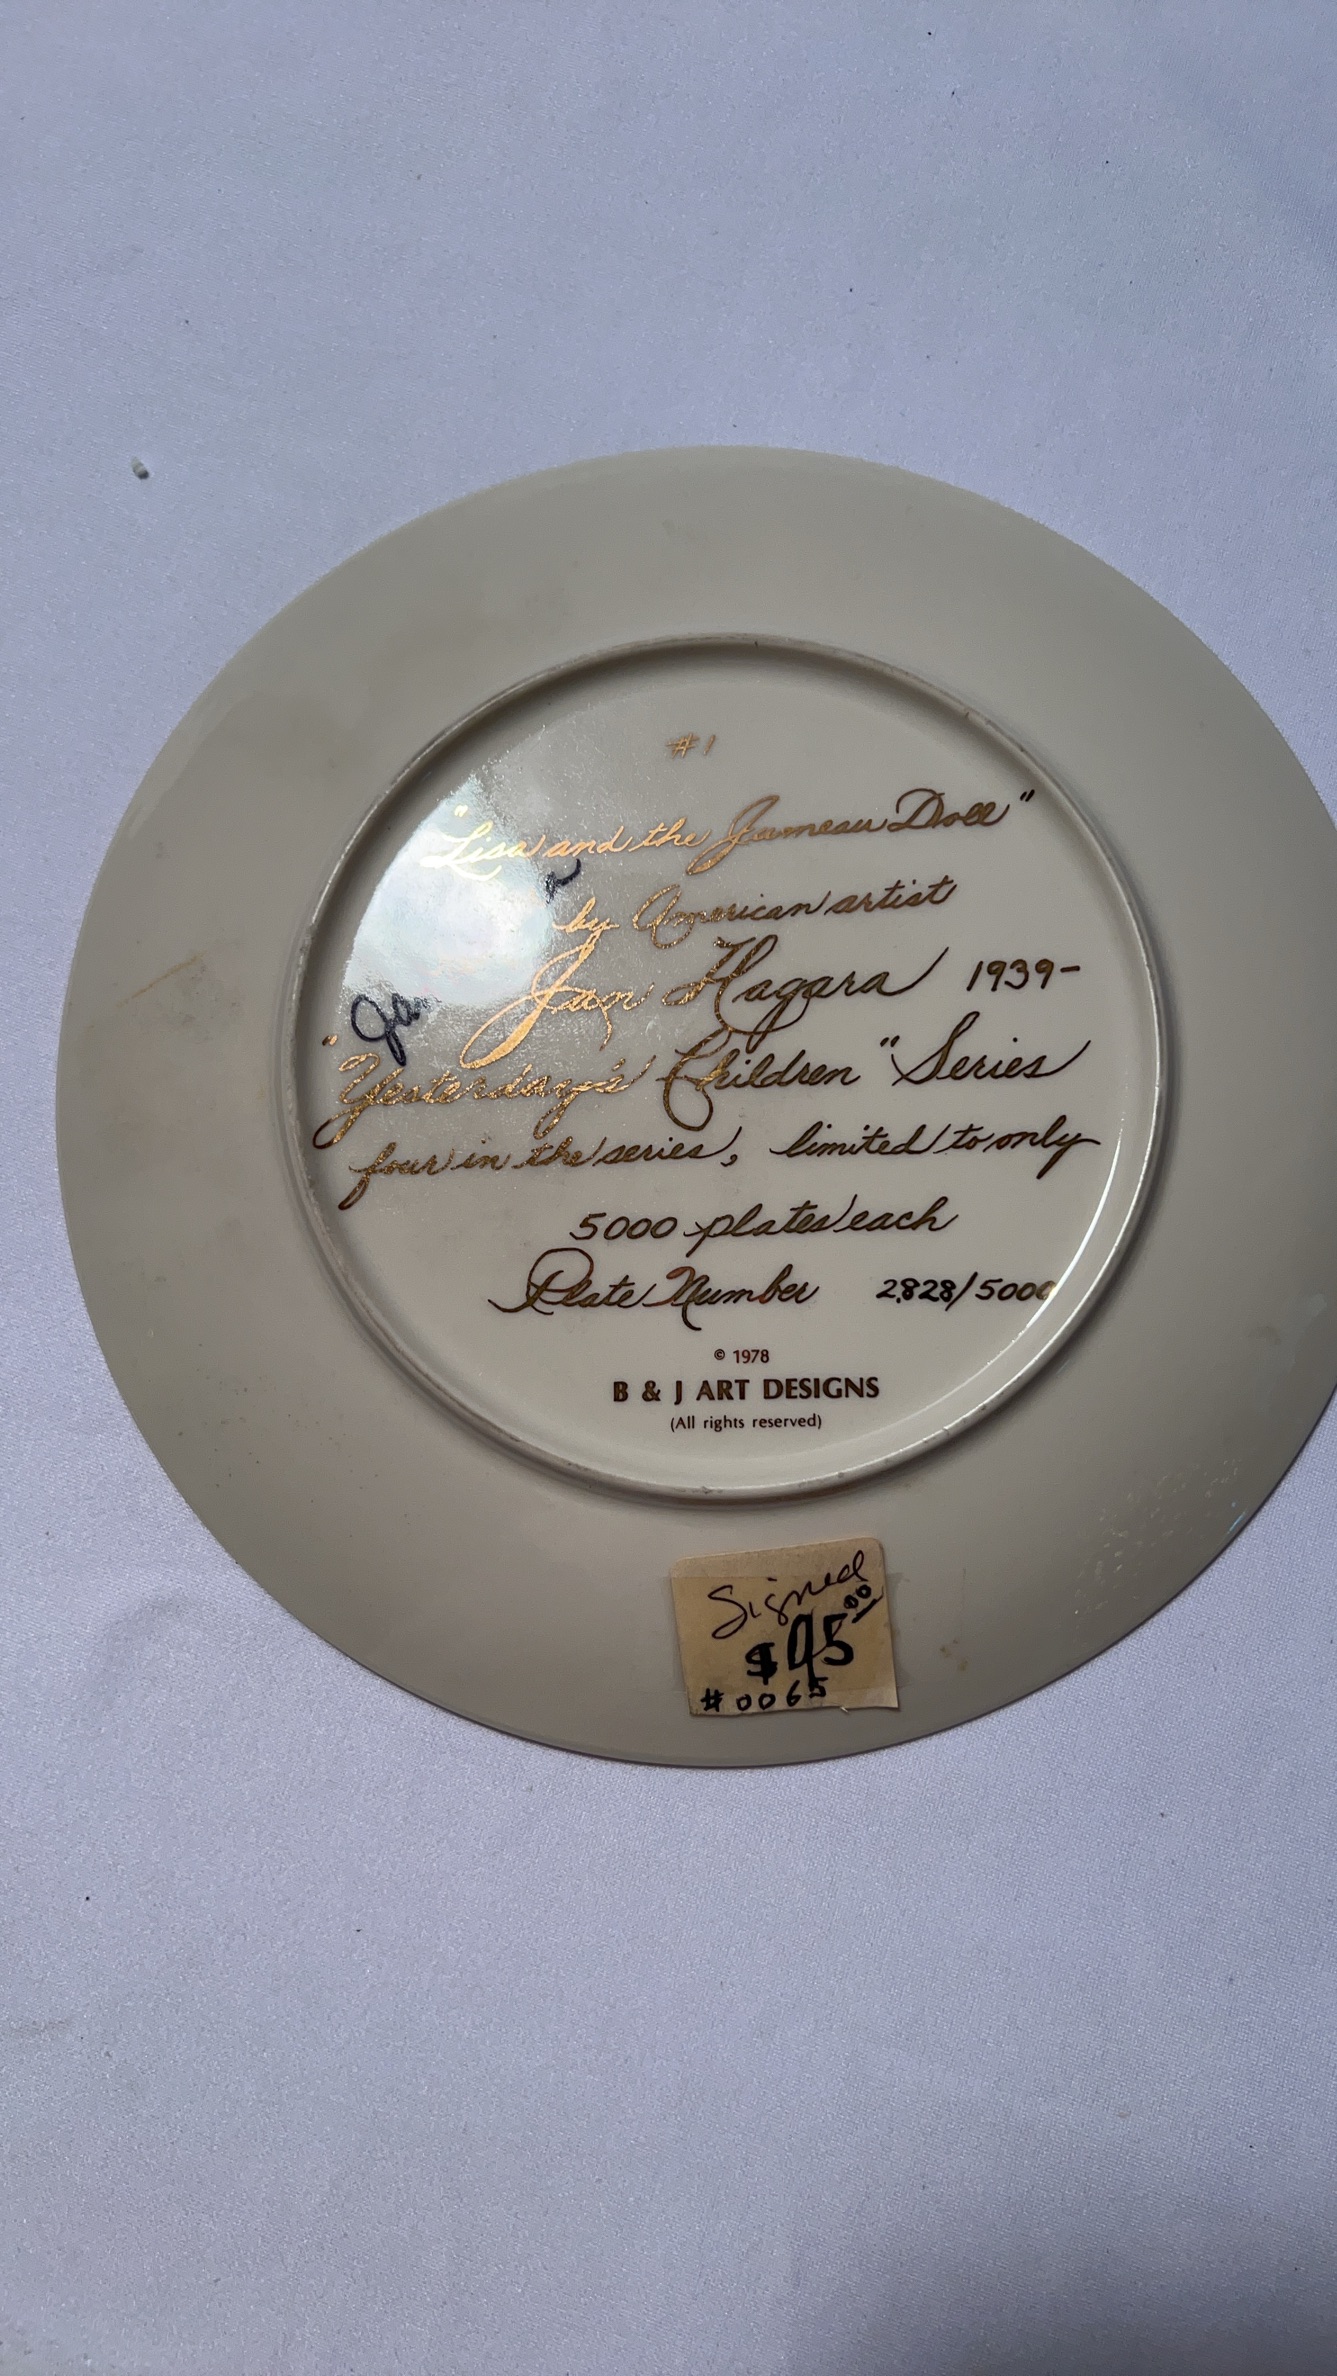 #1
"Lisa and the Jumeau Doll"
by American artist
Jan Hagara 1939-
Ja
"Yesterday's Children" Series
four in the series, limited to only
5000 plates each
Plate Number 2828/5000
© 1978
B & J ART DESIGNS
(All rights reserved)
Signed
$95.00
#0065